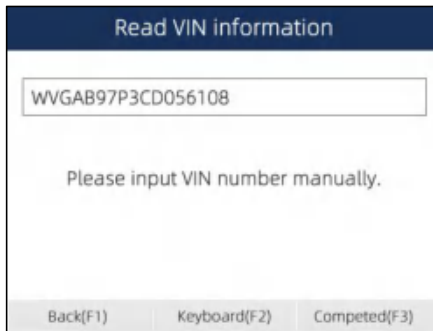 Read VIN information
WVGAB97P3CD056108
Please input VIN number manually.
Back(F1) Keyboard(F2) Competed(F3)